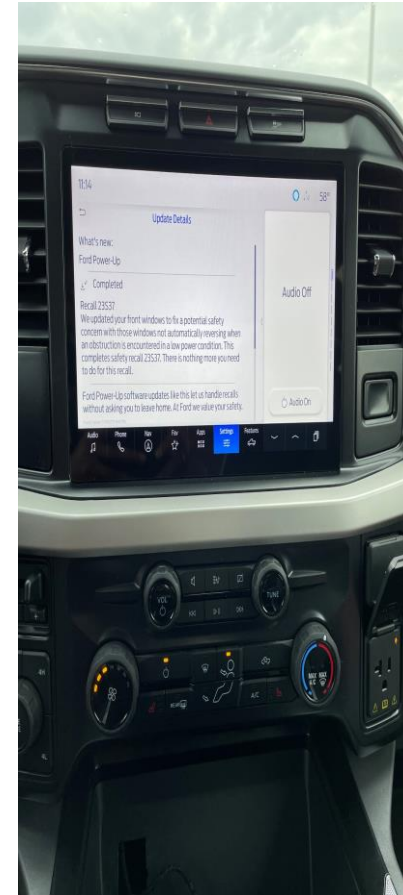 11:14
58°
Update Details
What's new:
Ford Power-Up
Completed
Recall 23S37
We updated your front windows to fix a potential safety
concern with those windows not automatically reversing when
an obstruction is encountered in a low power condition. This
completes safety recall 23S37. There is nothing more you need
to do for this recall.
Ford Power-Up software updates like this let us handle recalls
without asking you to leave home. At Ford we value your safety.
Audio Off
Audio On
Audio Phone Nav Fav Apps Settings Features
VOL
TUNE
A/C
MAX A/C
MAX
4H
4L